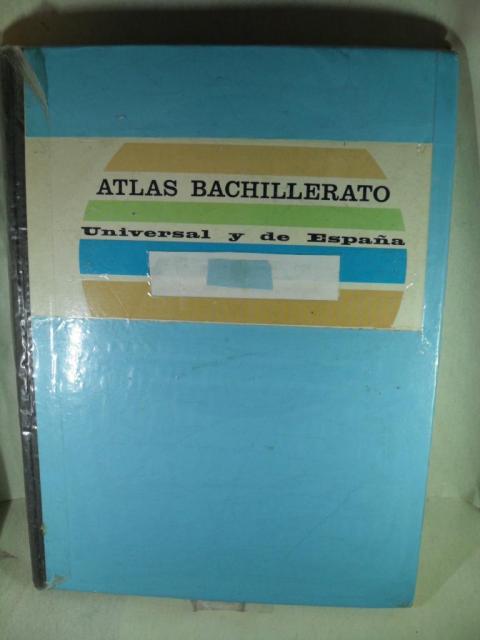 ATLAS BACHILLERATO
Universal y de España